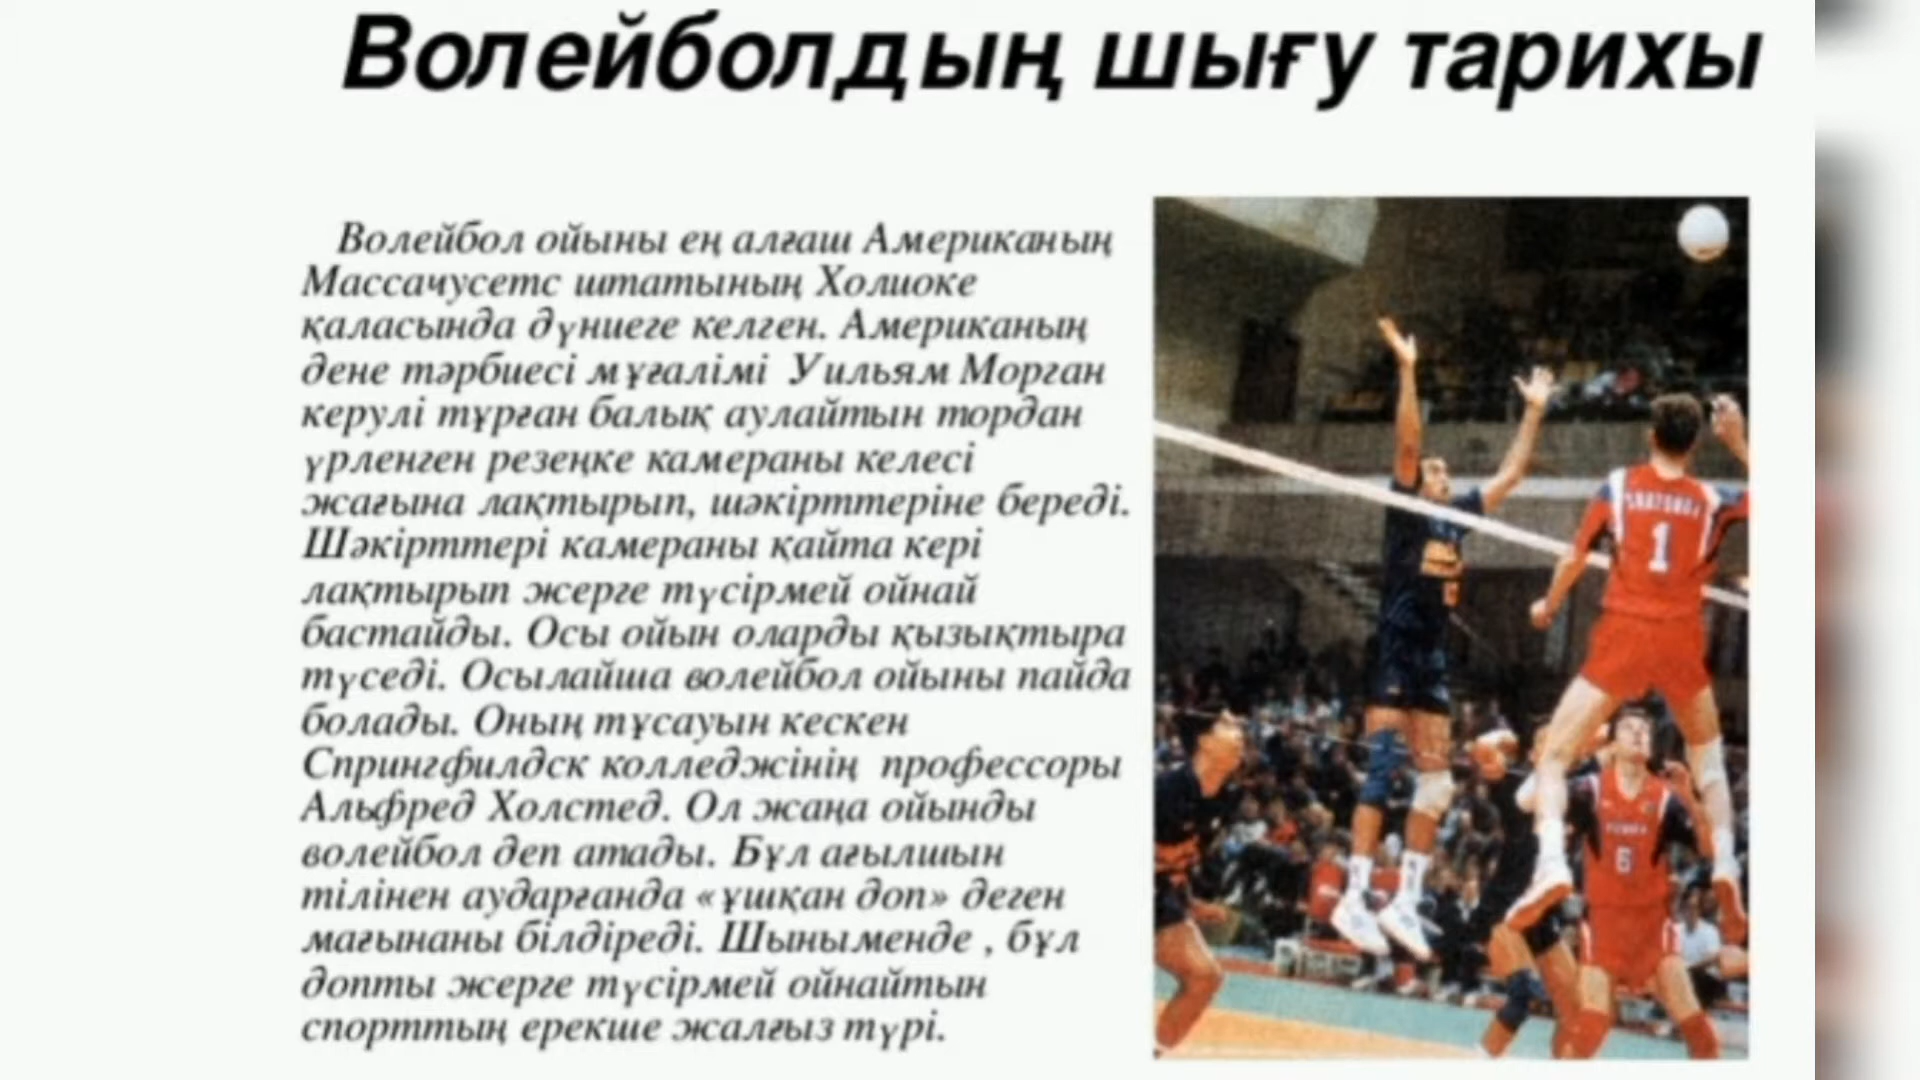 Волейболдың шығу тарихы
Волейбол ойыны ең алғаш Американың
Массачусетс штатының Холиоке
қаласында дүниеге келген. Американың
дене тәрбиесі мұғалімі Уильям Морган
керулі тұрған балық аулайтын тордан
үрленген резеңке камераны келесі
жағына лақтырып, шәкірттеріне береді.
Шәкірттері камераны қайта кері
лақтырып жерге түсірмей ойнай
бастайды. Осы ойын оларды қызықтыра
түседі. Осылайша волейбол ойыны пайда
болады. Оның тұсауын кескен
Спрингфилдск колледжінің профессоры
Альфред Холстед. Ол жаңа ойынды
волейбол деп атады. Бұл ағылшын
тілінен аударғанда «ұшқан доп» деген
мағынаны білдіреді. Шыныменде , бұл
допты жерге түсірмей ойнайтын
спорттың ерекше жалғыз түрі.
1
6